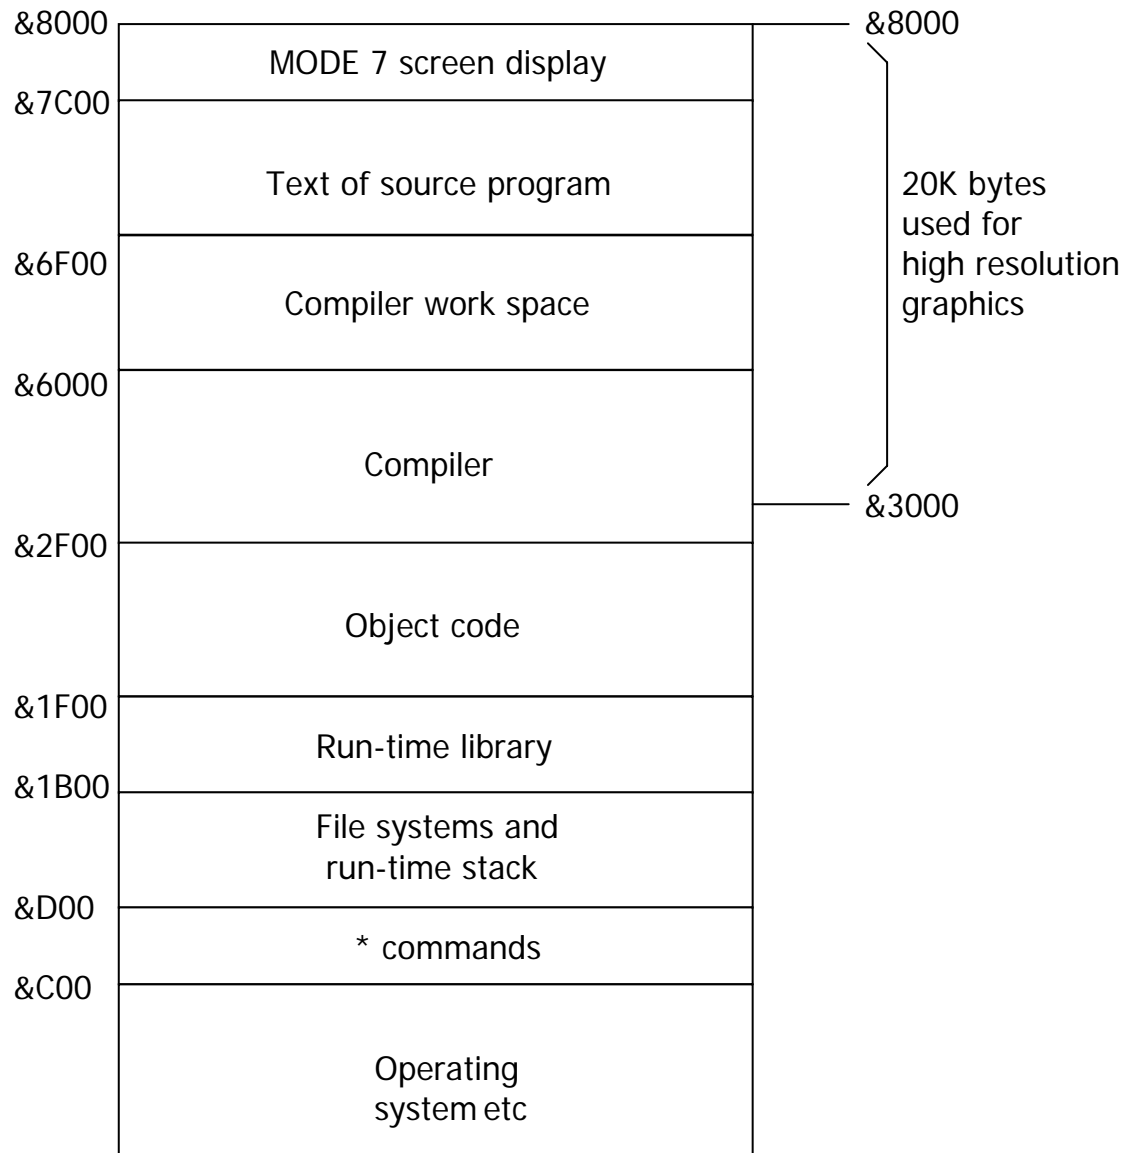 &8000
&8000
MODE 7 screen display
&7C00
Text of source program
20K bytes
used for
high resolution
graphics
&6F00
Compiler work space
&6000
Compiler
&3000
&2F00
Object code
&1F00
Run-time library
&1B00
File systems and
run-time stack
&D00
* commands
&C00
Operating
system etc